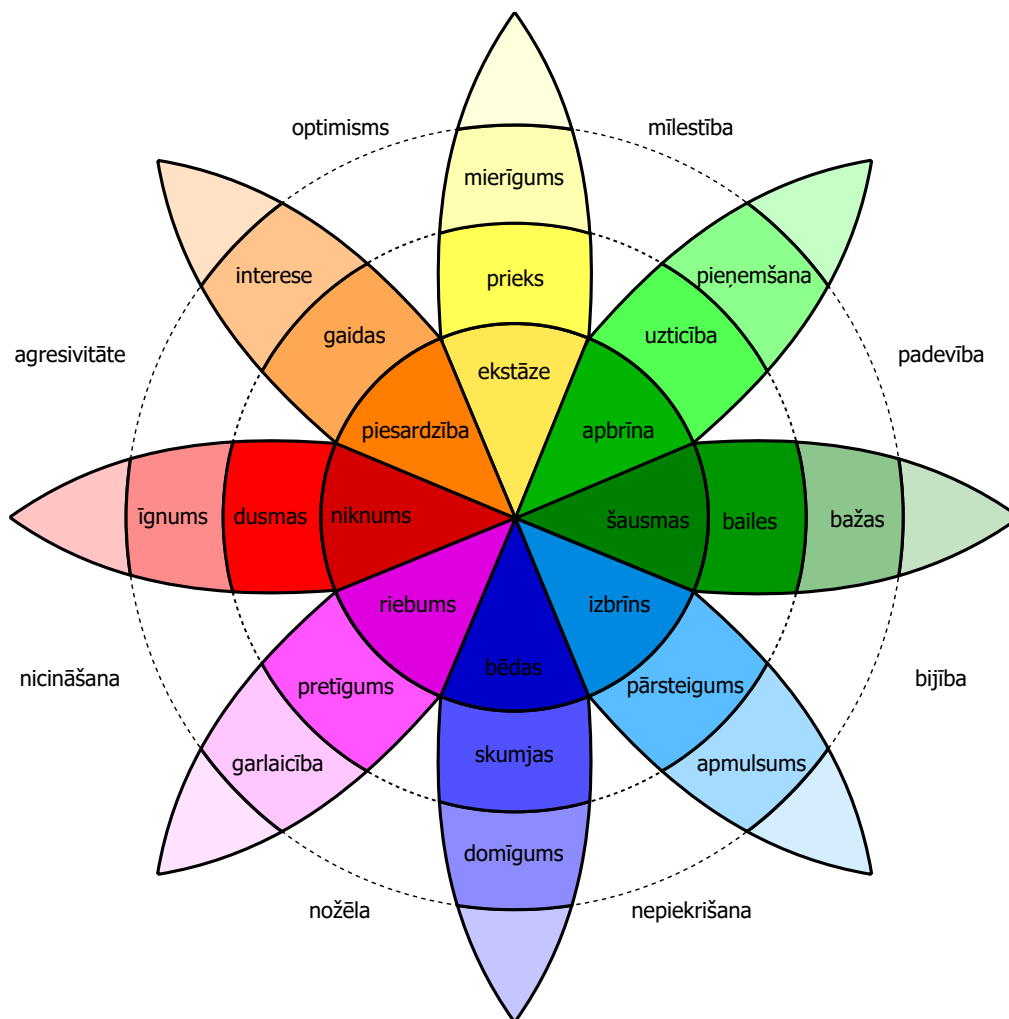 optimisms
mīlestība
mierīgums
interese
pieņemšana
prieks
gaidas
uzticība
agresivitāte
padevība
ekstāze
piesardzība
apbrīna
īgnums
dusmas
niknums
šausmas
bailes
bažas
riebums
izbrīns
bēdas
nicināšana
pretīgums
pārsteigums
bijība
skumjas
garlaicība
apmulsums
domīgums
nožēla
nepiekrišana